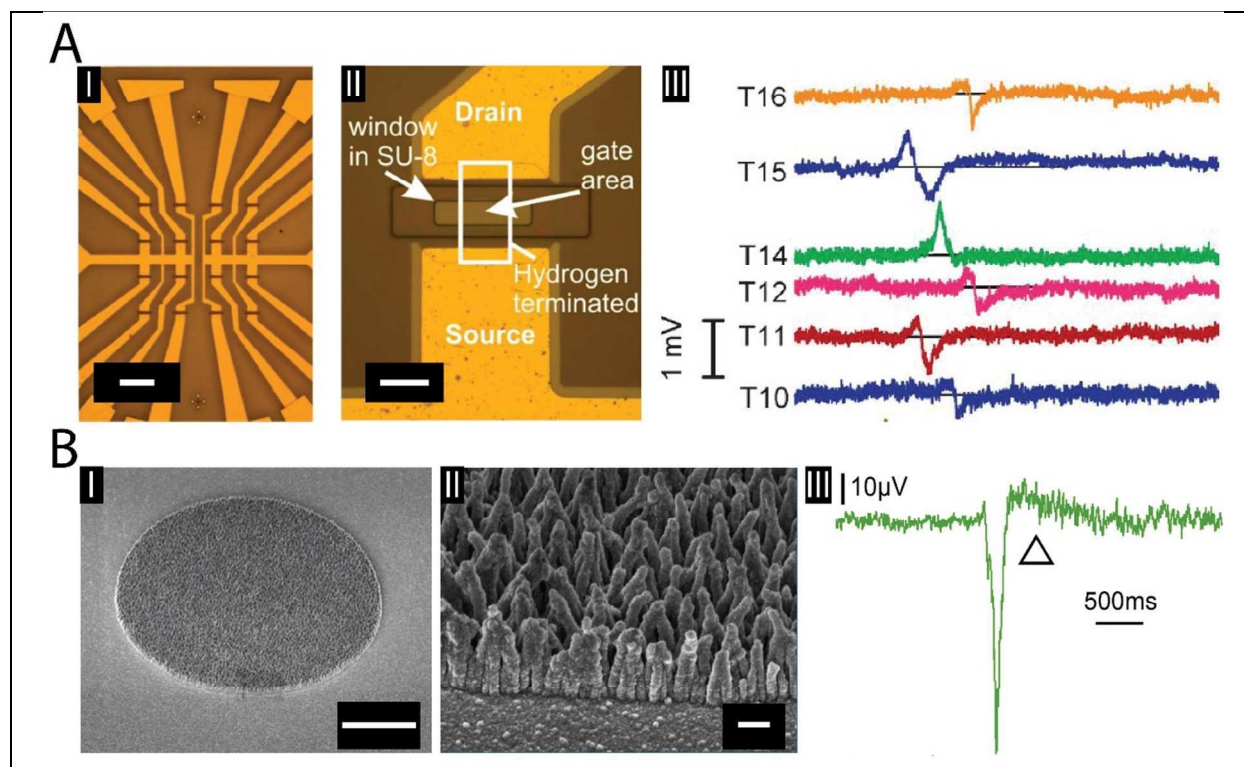 A
I
II
Drain
window
in SU-8
gate
area
Hydrogen
terminated
Source
III
T16
T15
T14
T12
T11
T10
1 mV
B
I
II
III
10µV
500ms